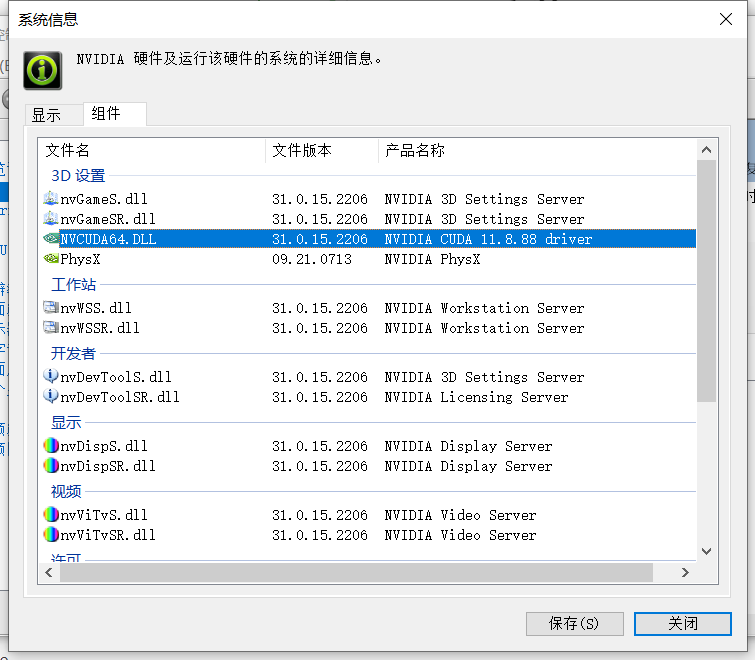 系统信息
NVIDIA 硬件及运行该硬件的系统的详细信息。
显示 组件
文件名 文件版本 产品名称
3D 设置
nvGameS.dll 31.0.15.2206 NVIDIA 3D Settings Server
nvGameSR.dll 31.0.15.2206 NVIDIA 3D Settings Server
NVCUDA64.DLL 31.0.15.2206 NVIDIA CUDA 11.8.88 driver
PhysX 09.21.0713 NVIDIA PhysX
工作站
nvWSS.dll 31.0.15.2206 NVIDIA Workstation Server
nvWSSR.dll 31.0.15.2206 NVIDIA Workstation Server
开发者
nvDevToolS.dll 31.0.15.2206 NVIDIA 3D Settings Server
nvDevToolSR.dll 31.0.15.2206 NVIDIA Licensing Server
显示
nvDispS.dll 31.0.15.2206 NVIDIA Display Server
nvDispSR.dll 31.0.15.2206 NVIDIA Display Server
视频
nvViTvS.dll 31.0.15.2206 NVIDIA Video Server
nvViTvSR.dll 31.0.15.2206 NVIDIA Video Server
许可
保存(S) 关闭